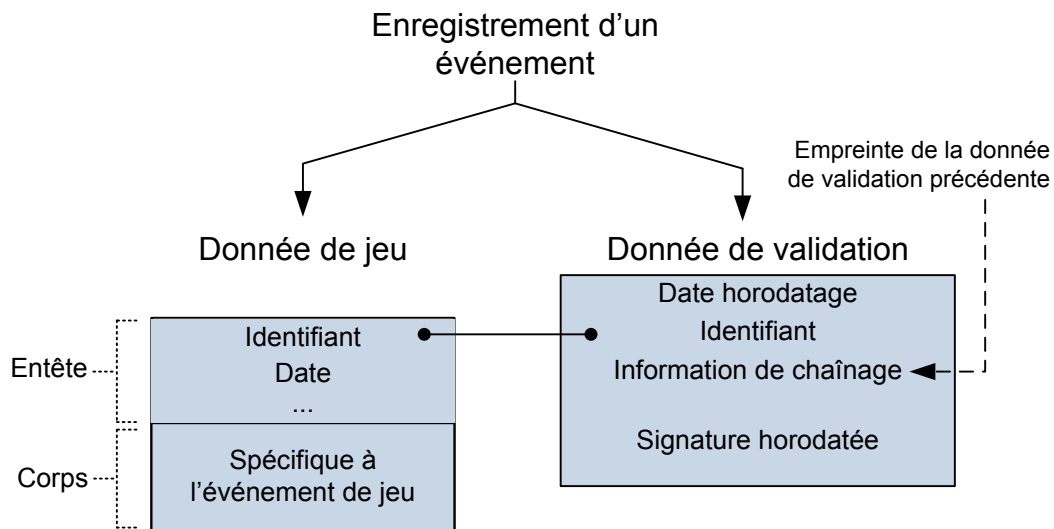 Enregistrement d’un
événement
Empreinte de la donnée
de validation précédente
Donnée de jeu
Donnée de validation
Entête
Identifiant
Date
...
Corps
Spécifique à
l’événement de jeu
Date horodatage
Identifiant
Information de chaînage
Signature horodatée